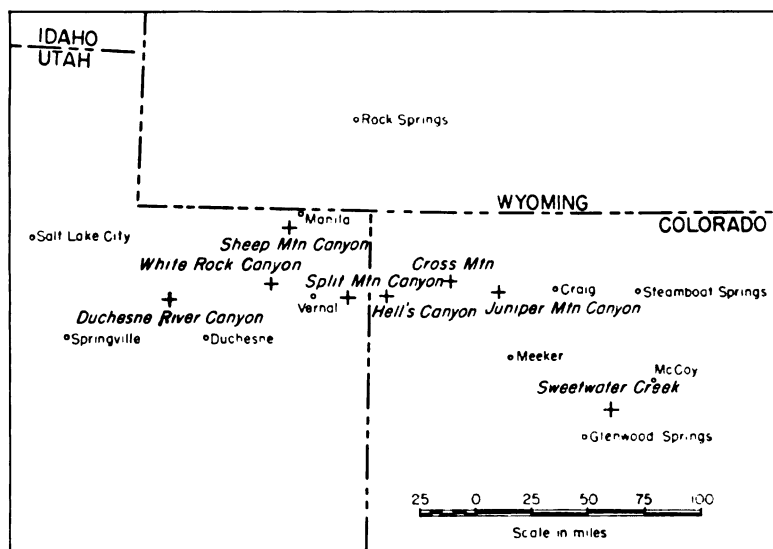 IDAHO
UTAH
Rock Springs
WYOMING
COLORADO
Manila
Salt Lake City
Sheep Mtn Canyon
White Rock Canyon
Cross Mtn
Split Mtn Canyon
Craig
Steamboat Springs
Vernal
Hell's Canyon
Juniper Mtn Canyon
Duchesne River Canyon
Springville
Duchesne
Meeker
McCoy
Sweetwater Creek
Glenwood Springs
25 0 25 50 75 100
Scale in miles